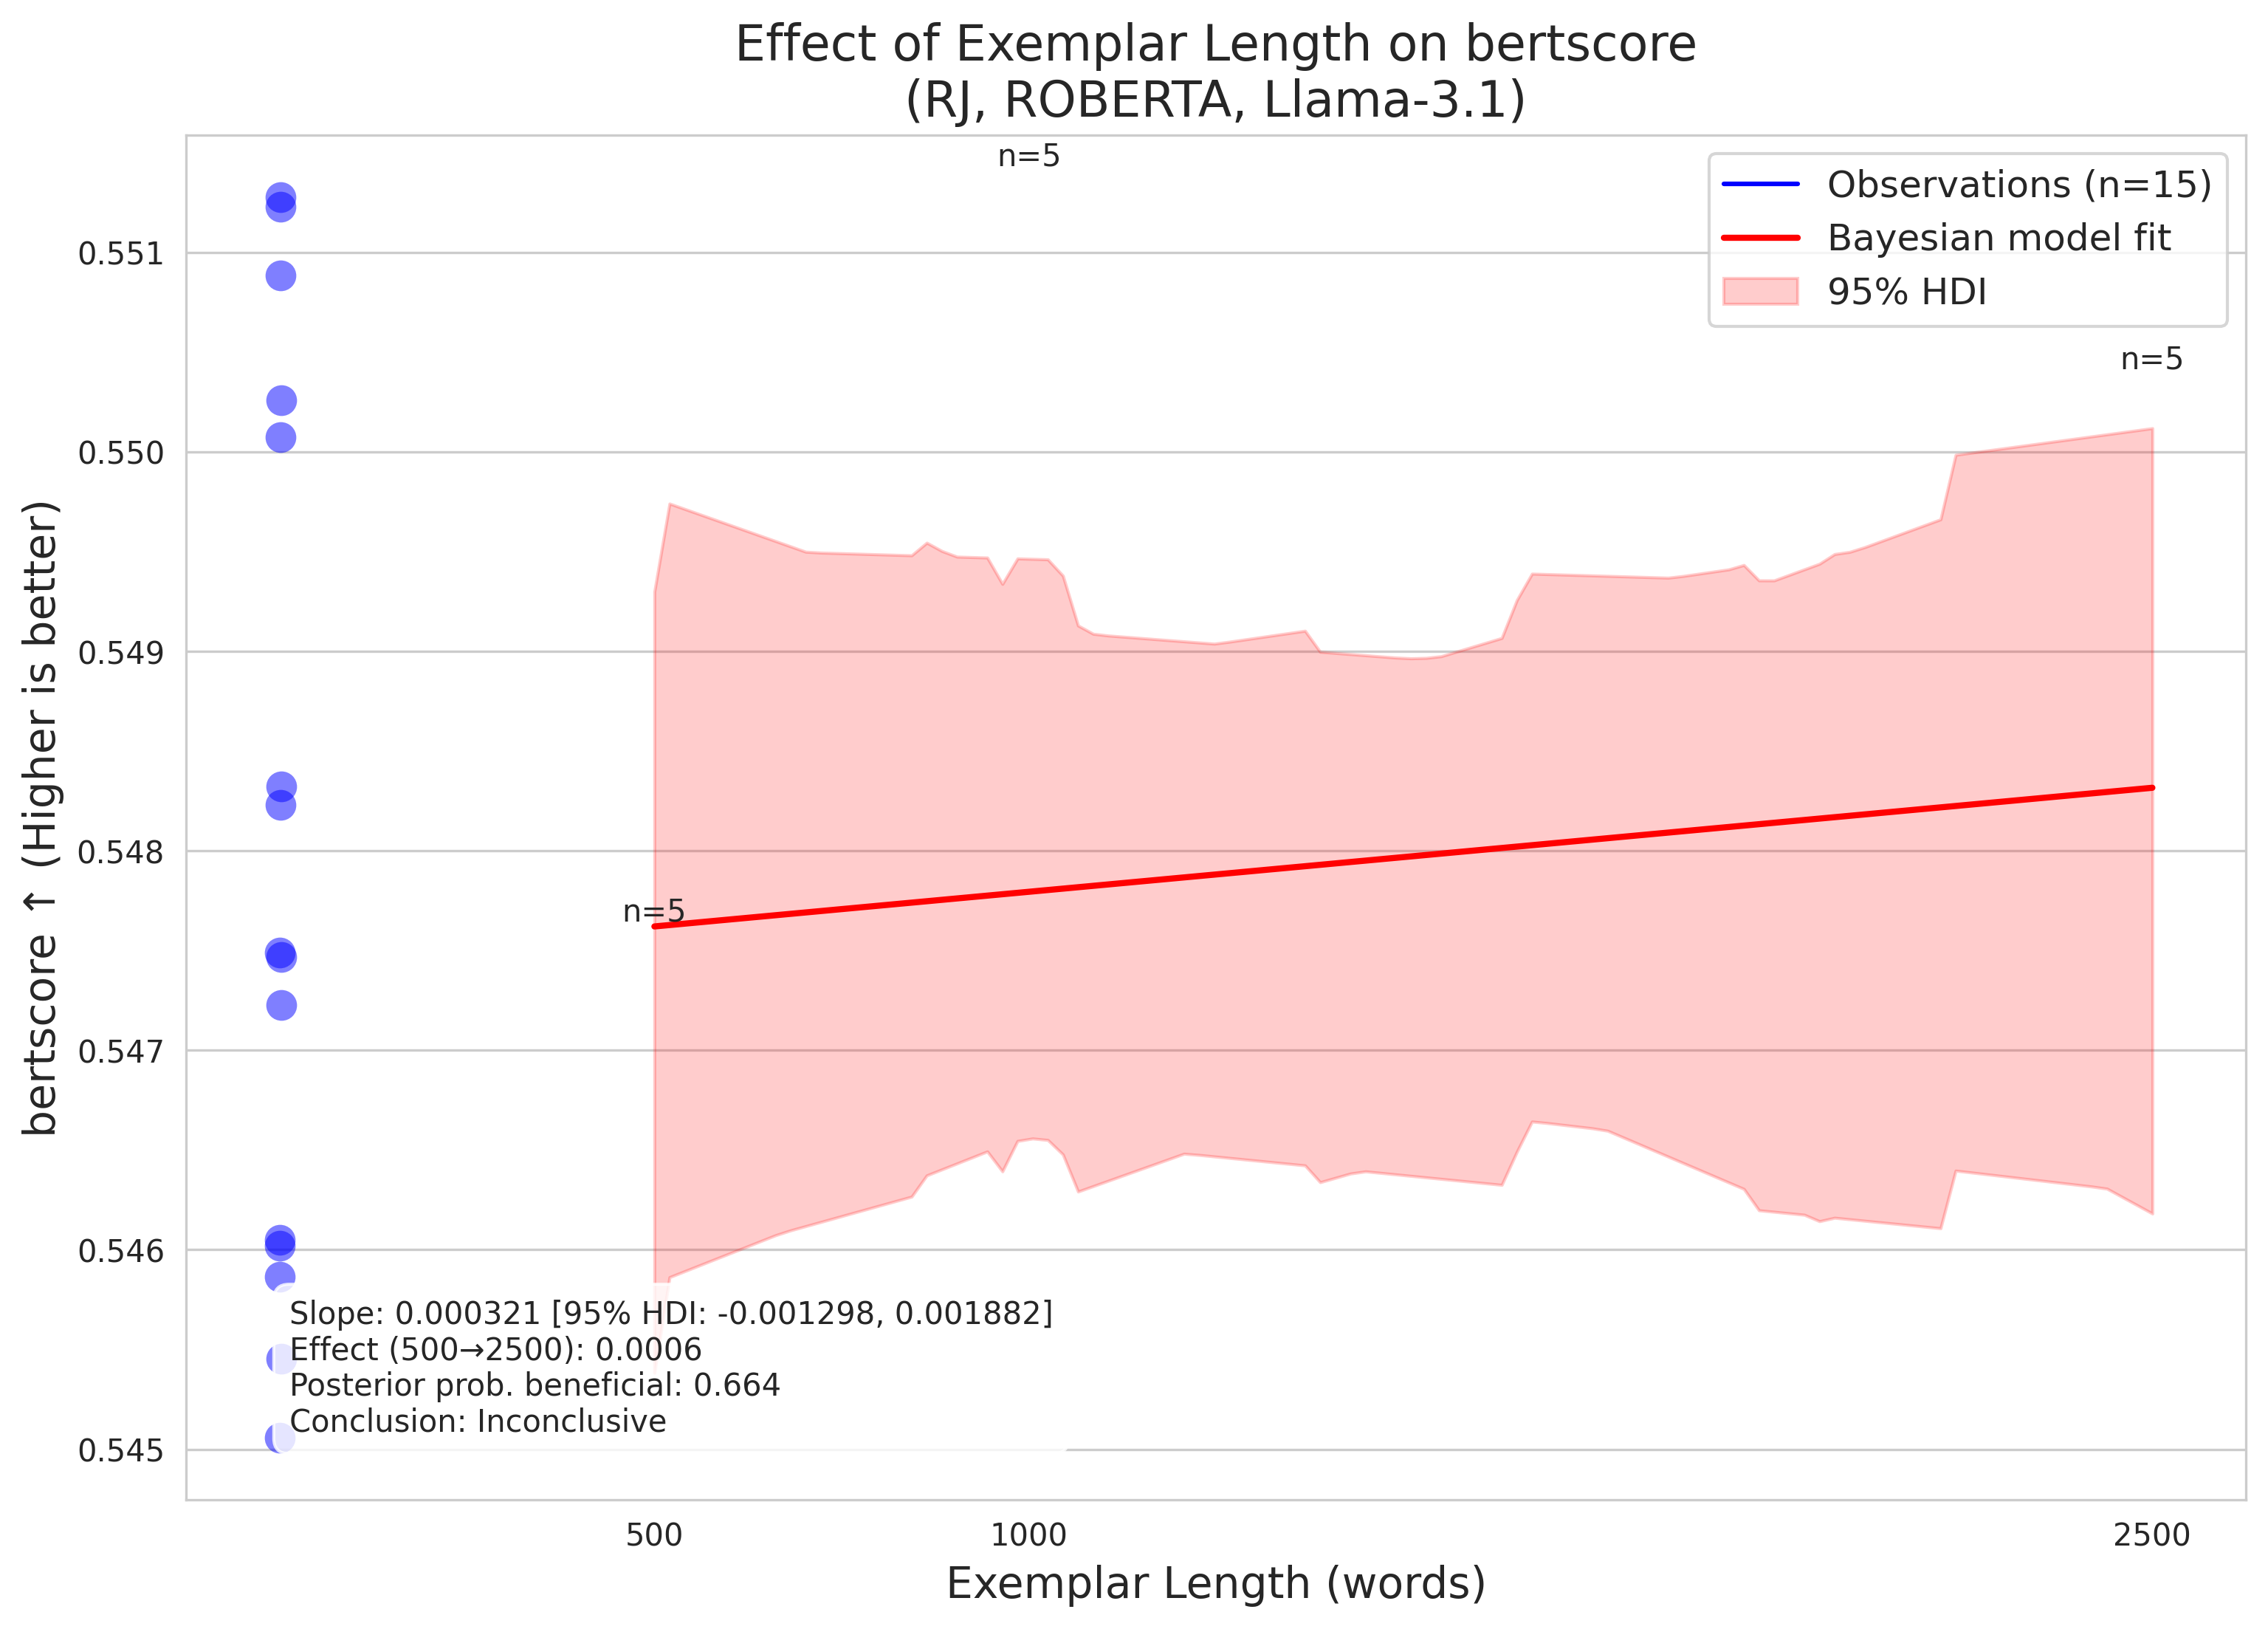 Effect of Exemplar Length on bertscore
(RJ, ROBERTA, Llama-3.1)
n=5
Observations (n=15)
Bayesian model fit
95% HDI
n=5
n=5
0.551
0.550
0.549
0.548
0.547
0.546
0.545
bertscore ↑ (Higher is better)
Slope: 0.000321 [95% HDI: -0.001298, 0.001882]
Effect (500→2500): 0.0006
Posterior prob. beneficial: 0.664
Conclusion: Inconclusive
500
1000
2500
Exemplar Length (words)